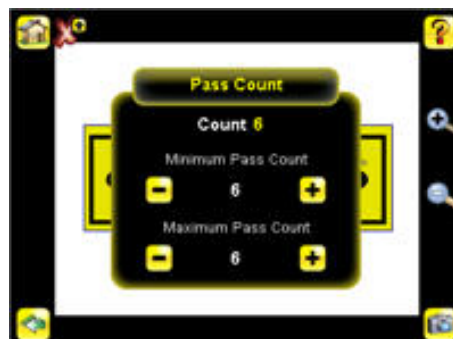 Pass Count
Count 6
Minimum Pass Count
- 6 +
Maximum Pass Count
- 6 +